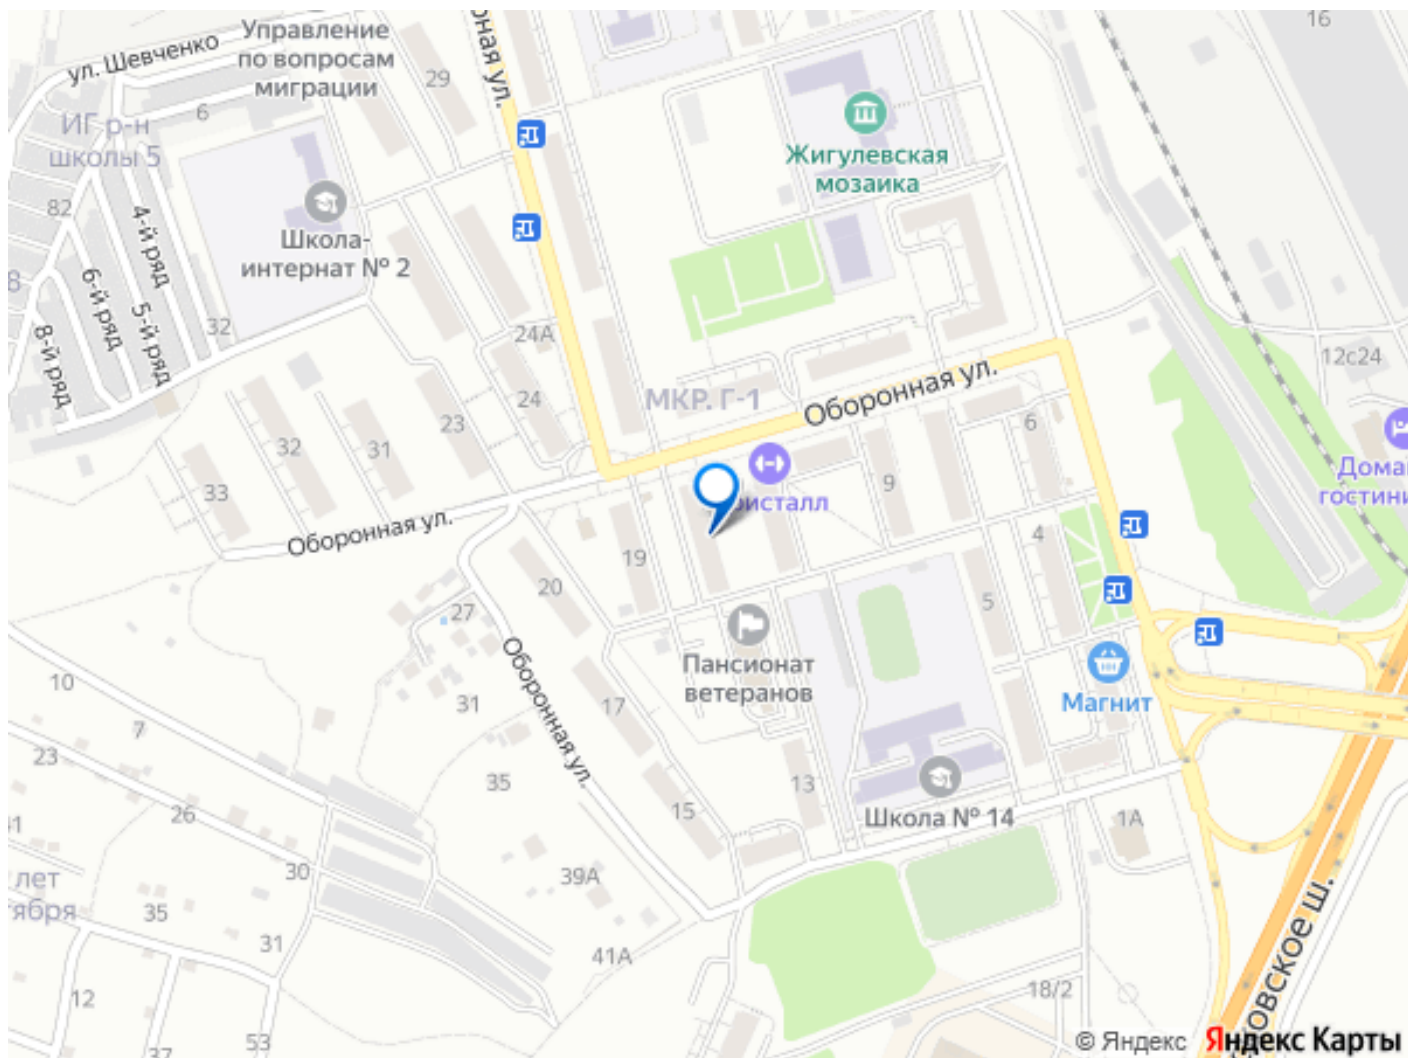 16
Управление
по вопросам
миграции
ул. Шевченко
29
6
ИГ р-н
школы 5
Жигулевская
мозаика
82
4-й ряд
5-й ряд
6-й ряд
8-й ряд
8
Школа-
интернат № 2
32
24А
12с24
МКР. Г-1
Оборонная ул.
24
23
31
32
33
6
9
Оборонная ул.
19
20
4
5
27
Дома
гостини
Пансионат
ветеранов
Магнит
10
7
23
31
17
Оборонная ул.
35
13
15
Школа № 14
1А
26
30
39А
лет
35
31
41А
12
18/2
37
53
© Яндекс
Яндекс Карты